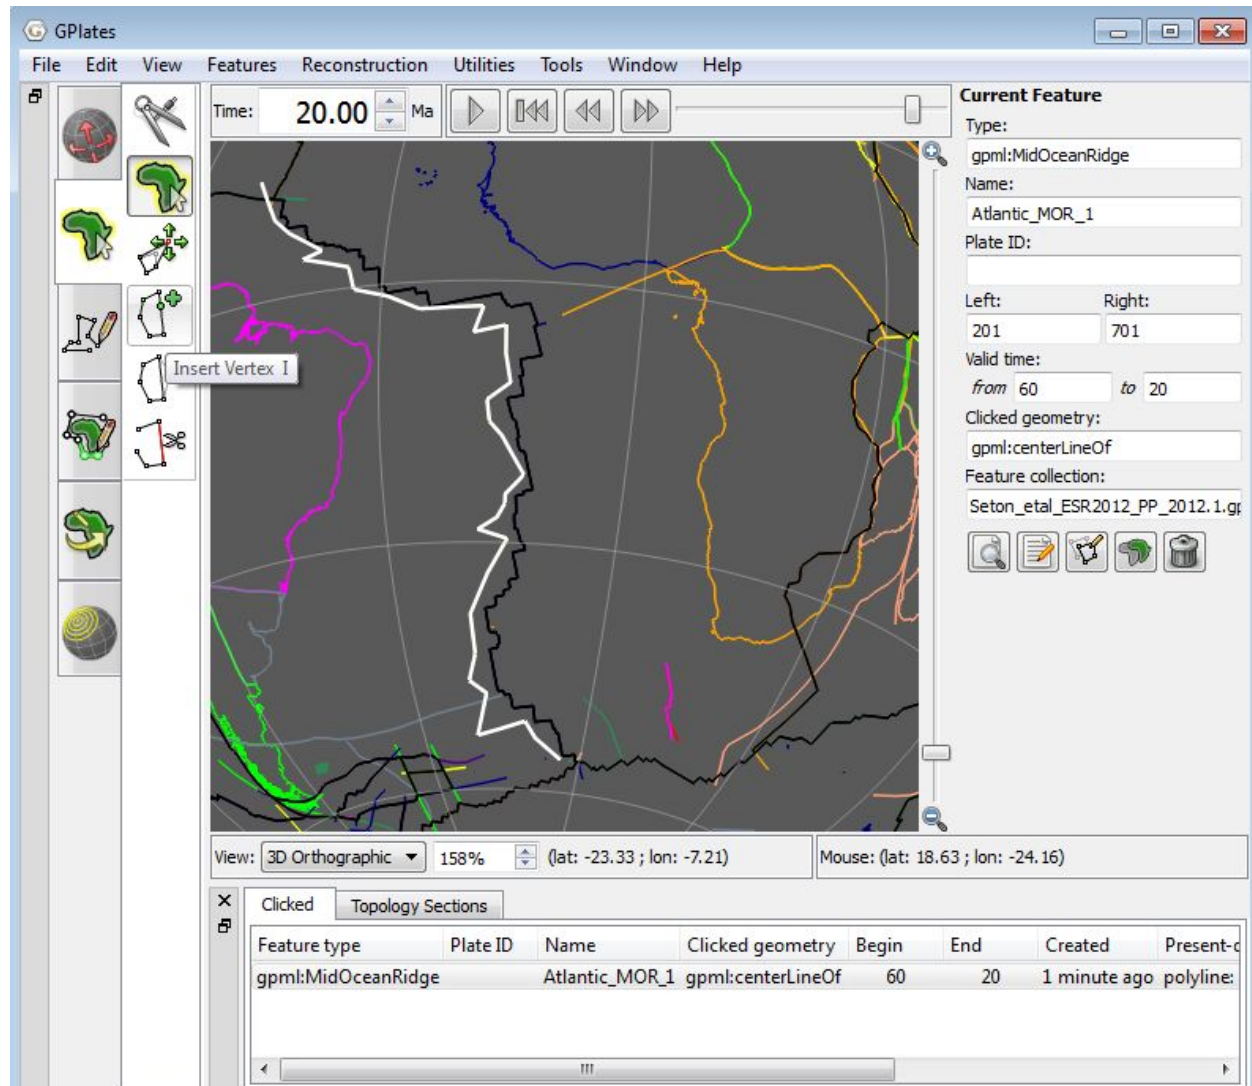 GPlates
File Edit View Features Reconstruction Utilities Tools Window Help
Time: 20.00 Ma
Current Feature
Type:
gpml:MidOceanRidge
Name:
Atlantic_MOR_1
Plate ID:
Left: Right:
201 701
Valid time:
from 60 to 20
Clicked geometry:
gpml:centerLineOf
Feature collection:
Seton_etal_ESR2012_PP_2012.1.gp
Insert Vertex I
View: 3D Orthographic 158% (lat: -23.33 ; lon: -7.21) Mouse: (lat: 18.63 ; lon: -24.16)
Clicked Topology Sections
Feature type Plate ID Name Clicked geometry Begin End Created Present-d
gpml:MidOceanRidge Atlantic_MOR_1 gpml:centerLineOf 60 20 1 minute ago polyline: